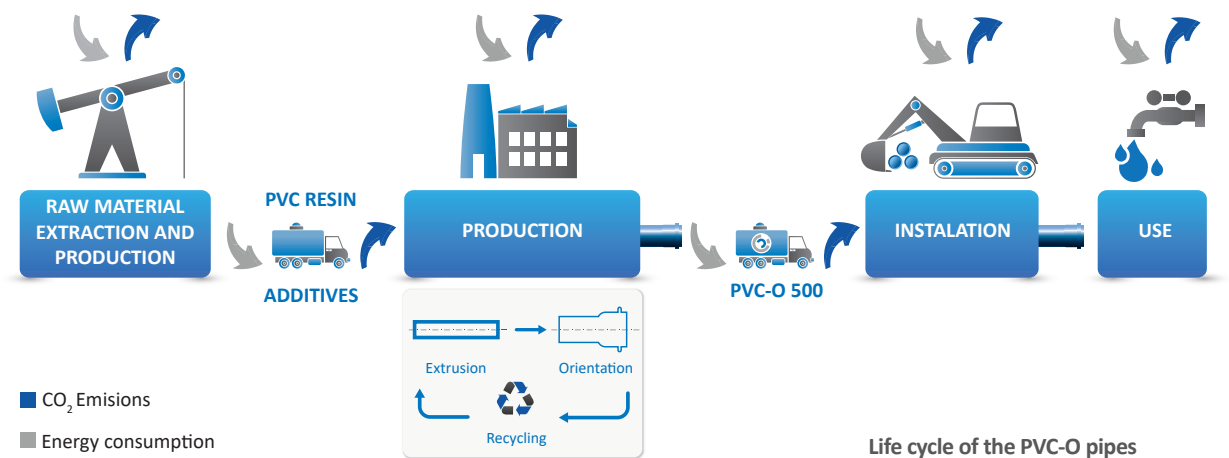 RAW MATERIAL
EXTRACTION AND
PRODUCTION
PVC RESIN
ADDITIVES
PRODUCTION
PVC-O 500
INSTALATION
USE
Extrusion
Orientation
Recycling
CO₂ Emisions
Energy consumption
Life cycle of the PVC-O pipes